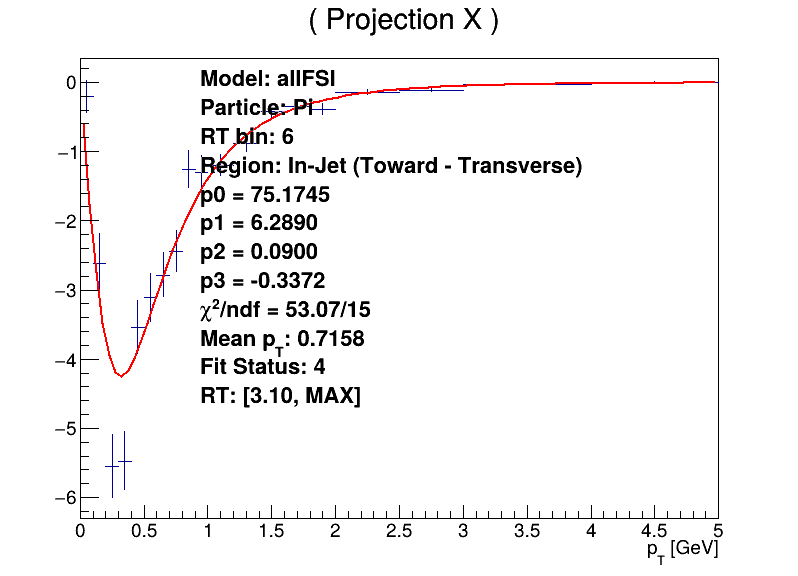 ( Projection X )
Model: allFSI
Particle: Pi
RT bin: 6
Region: In-Jet (Toward - Transverse)
p0 = 75.1745
p1 = 6.2890
p2 = 0.0900
p3 = -0.3372
χ²/ndf = 53.07/15
Mean p_T: 0.7158
Fit Status: 4
RT: [3.10, MAX]
0
−1
−2
−3
−4
−5
−6
0 0.5 1 1.5 2 2.5 3 3.5 4 4.5 5
p_T [GeV]